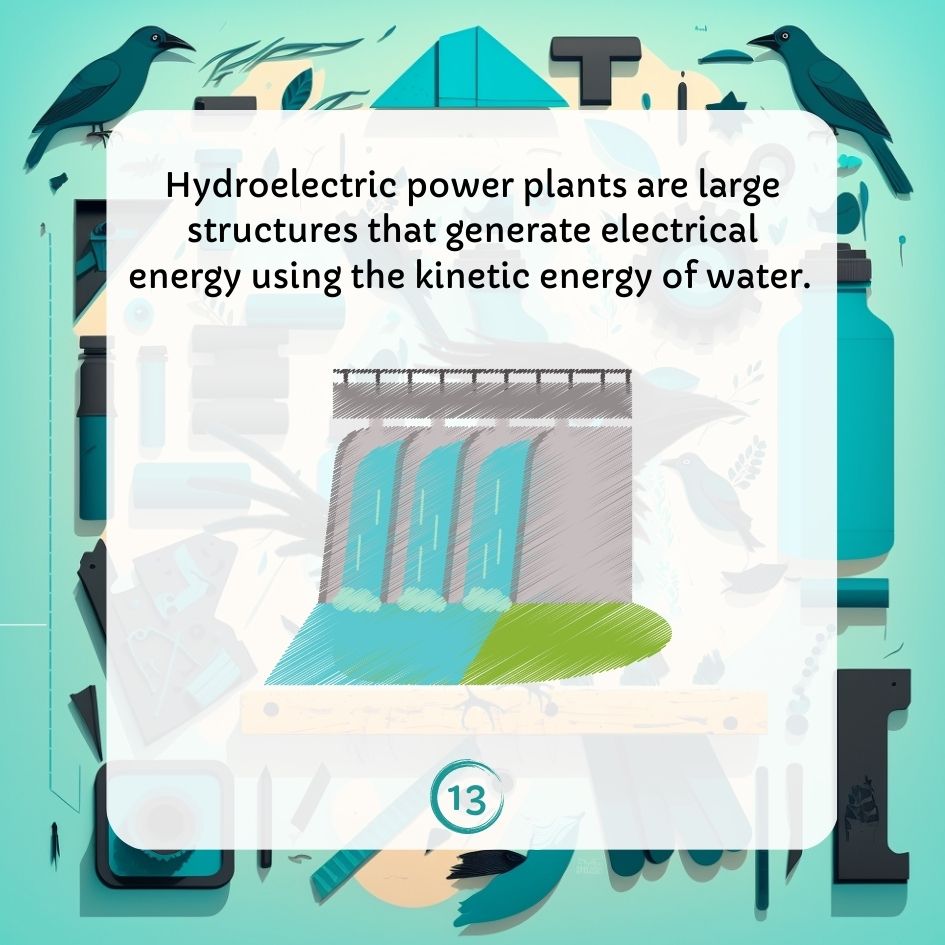 Hydroelectric power plants are large
structures that generate electrical
energy using the kinetic energy of water.
13